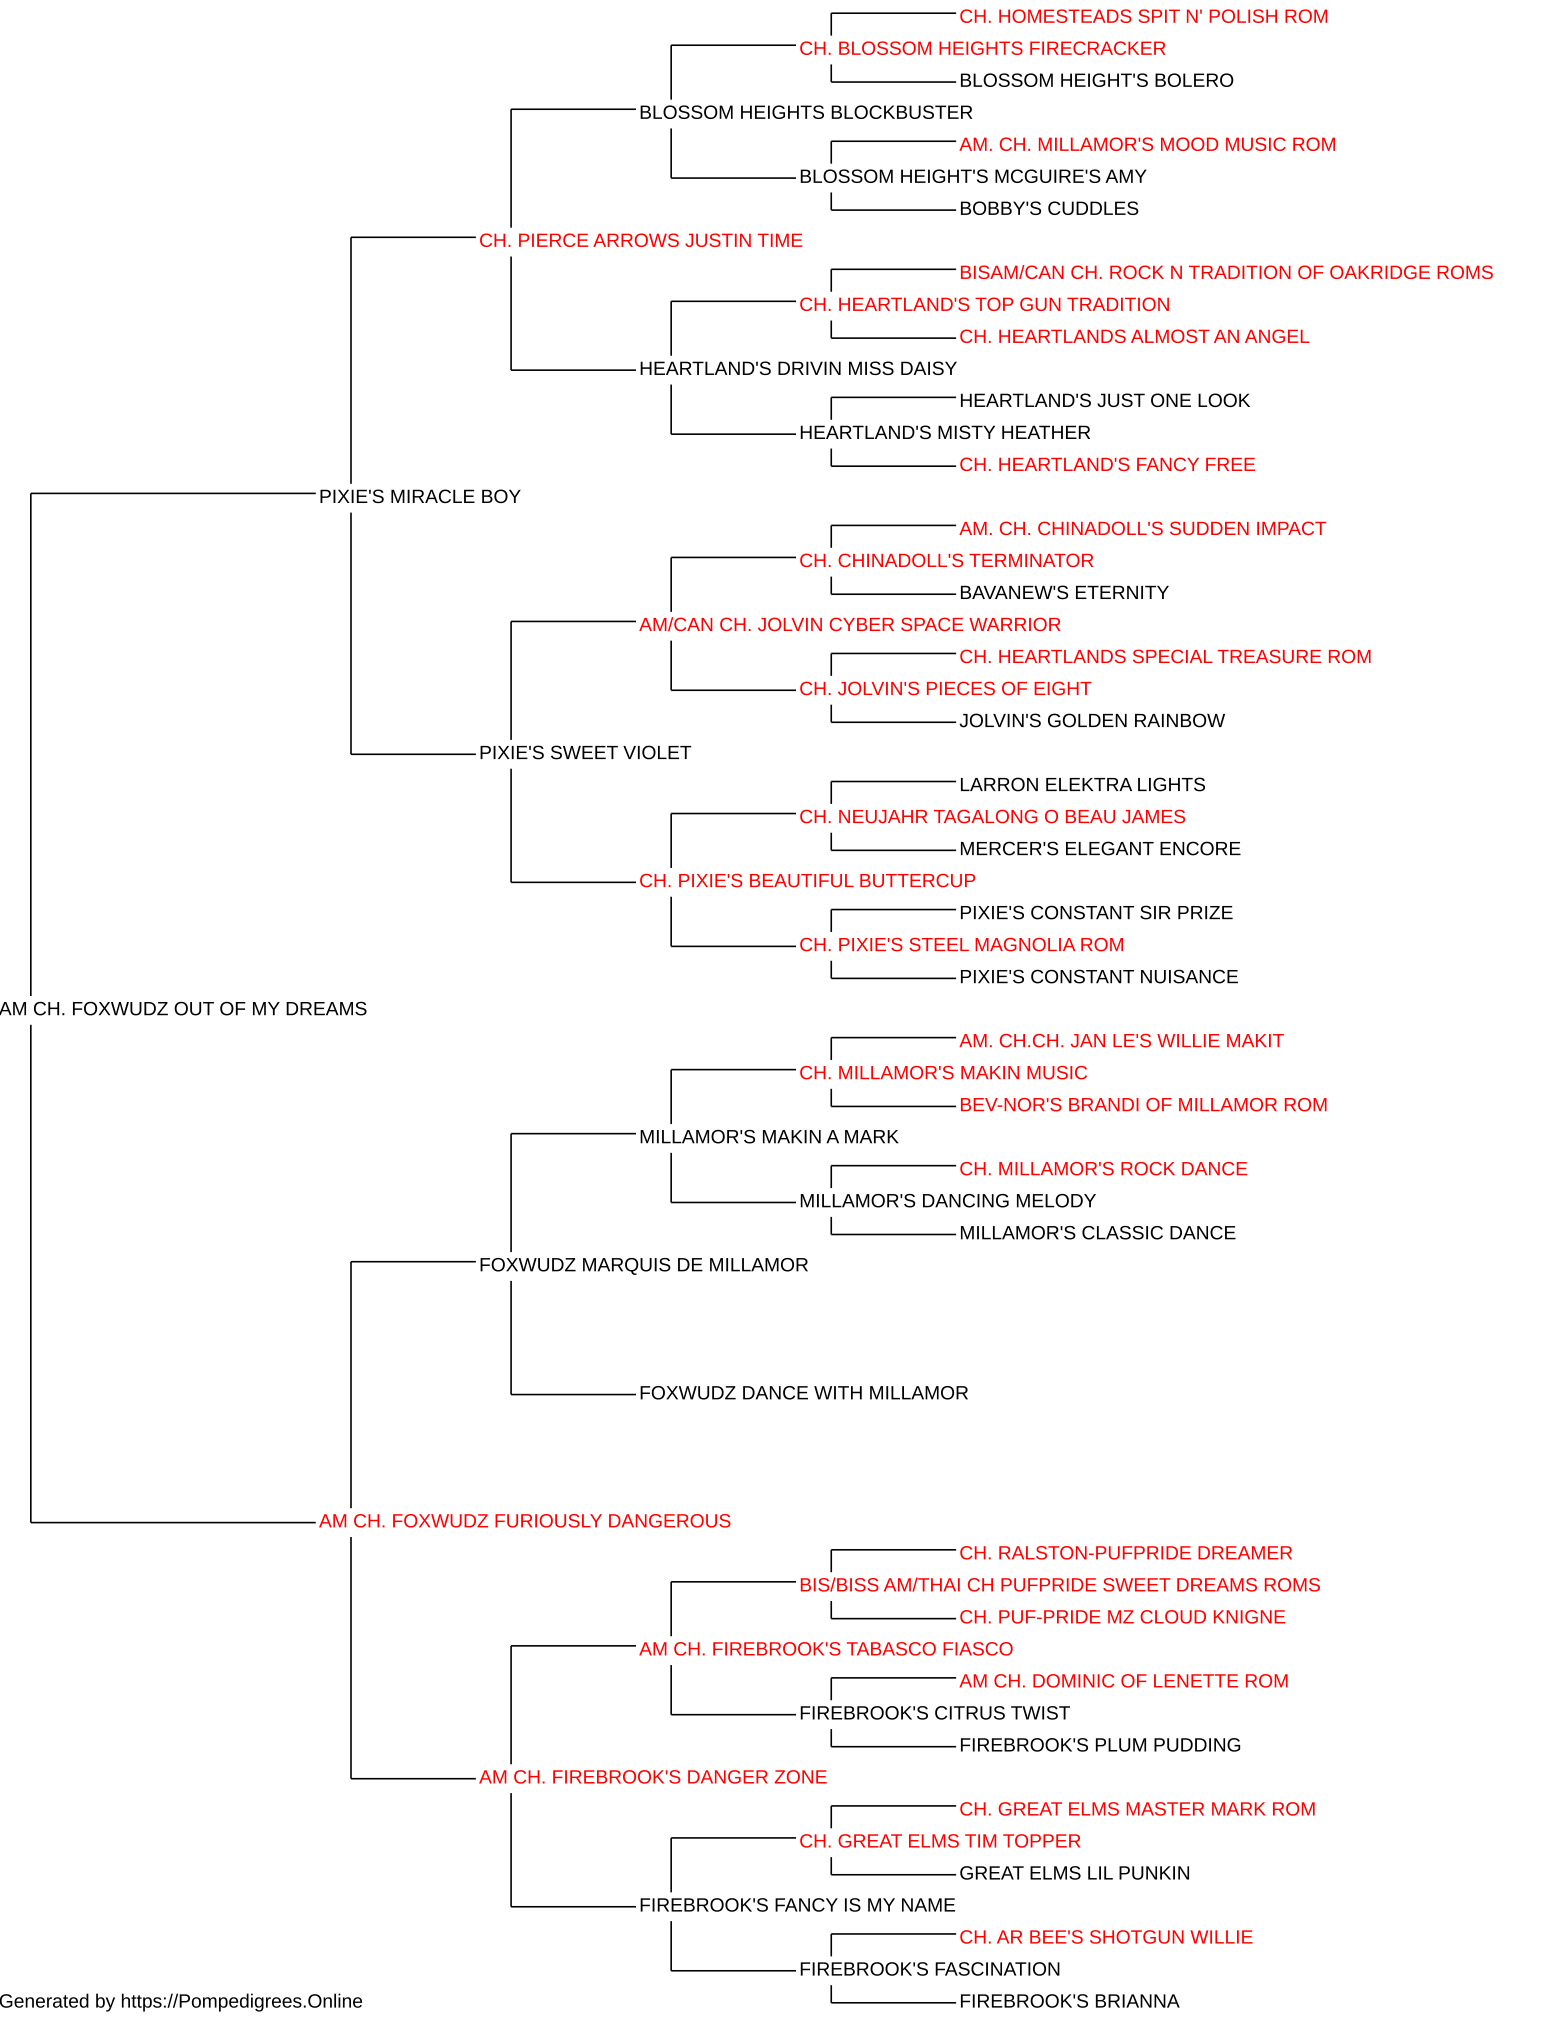 CH. HOMESTEADS SPIT N' POLISH ROM
CH. BLOSSOM HEIGHTS FIRECRACKER
BLOSSOM HEIGHT'S BOLERO
BLOSSOM HEIGHTS BLOCKBUSTER
AM. CH. MILLAMOR'S MOOD MUSIC ROM
BLOSSOM HEIGHT'S MCGUIRE'S AMY
BOBBY'S CUDDLES
CH. PIERCE ARROWS JUSTIN TIME
BISAM/CAN CH. ROCK N TRADITION OF OAKRIDGE ROMS
CH. HEARTLAND'S TOP GUN TRADITION
CH. HEARTLANDS ALMOST AN ANGEL
HEARTLAND'S DRIVIN MISS DAISY
HEARTLAND'S JUST ONE LOOK
HEARTLAND'S MISTY HEATHER
CH. HEARTLAND'S FANCY FREE
PIXIE'S MIRACLE BOY
AM. CH. CHINADOLL'S SUDDEN IMPACT
CH. CHINADOLL'S TERMINATOR
BAVANEW'S ETERNITY
AM/CAN CH. JOLVIN CYBER SPACE WARRIOR
CH. HEARTLANDS SPECIAL TREASURE ROM
CH. JOLVIN'S PIECES OF EIGHT
JOLVIN'S GOLDEN RAINBOW
PIXIE'S SWEET VIOLET
LARRON ELEKTRA LIGHTS
CH. NEUJAHR TAGALONG O BEAU JAMES
MERCER'S ELEGANT ENCORE
CH. PIXIE'S BEAUTIFUL BUTTERCUP
PIXIE'S CONSTANT SIR PRIZE
CH. PIXIE'S STEEL MAGNOLIA ROM
PIXIE'S CONSTANT NUISANCE
AM CH. FOXWUDZ OUT OF MY DREAMS
AM. CH.CH. JAN LE'S WILLIE MAKIT
CH. MILLAMOR'S MAKIN MUSIC
BEV-NOR'S BRANDI OF MILLAMOR ROM
MILLAMOR'S MAKIN A MARK
CH. MILLAMOR'S ROCK DANCE
MILLAMOR'S DANCING MELODY
MILLAMOR'S CLASSIC DANCE
FOXWUDZ MARQUIS DE MILLAMOR
FOXWUDZ DANCE WITH MILLAMOR
AM CH. FOXWUDZ FURIOUSLY DANGEROUS
CH. RALSTON-PUFPRIDE DREAMER
BIS/BISS AM/THAI CH PUFPRIDE SWEET DREAMS ROMS
CH. PUF-PRIDE MZ CLOUD KNIGNE
AM CH. FIREBROOK'S TABASCO FIASCO
AM CH. DOMINIC OF LENETTE ROM
FIREBROOK'S CITRUS TWIST
FIREBROOK'S PLUM PUDDING
AM CH. FIREBROOK'S DANGER ZONE
CH. GREAT ELMS MASTER MARK ROM
CH. GREAT ELMS TIM TOPPER
GREAT ELMS LIL PUNKIN
FIREBROOK'S FANCY IS MY NAME
CH. AR BEE'S SHOTGUN WILLIE
FIREBROOK'S FASCINATION
FIREBROOK'S BRIANNA
Generated by https://Pompedigrees.Online